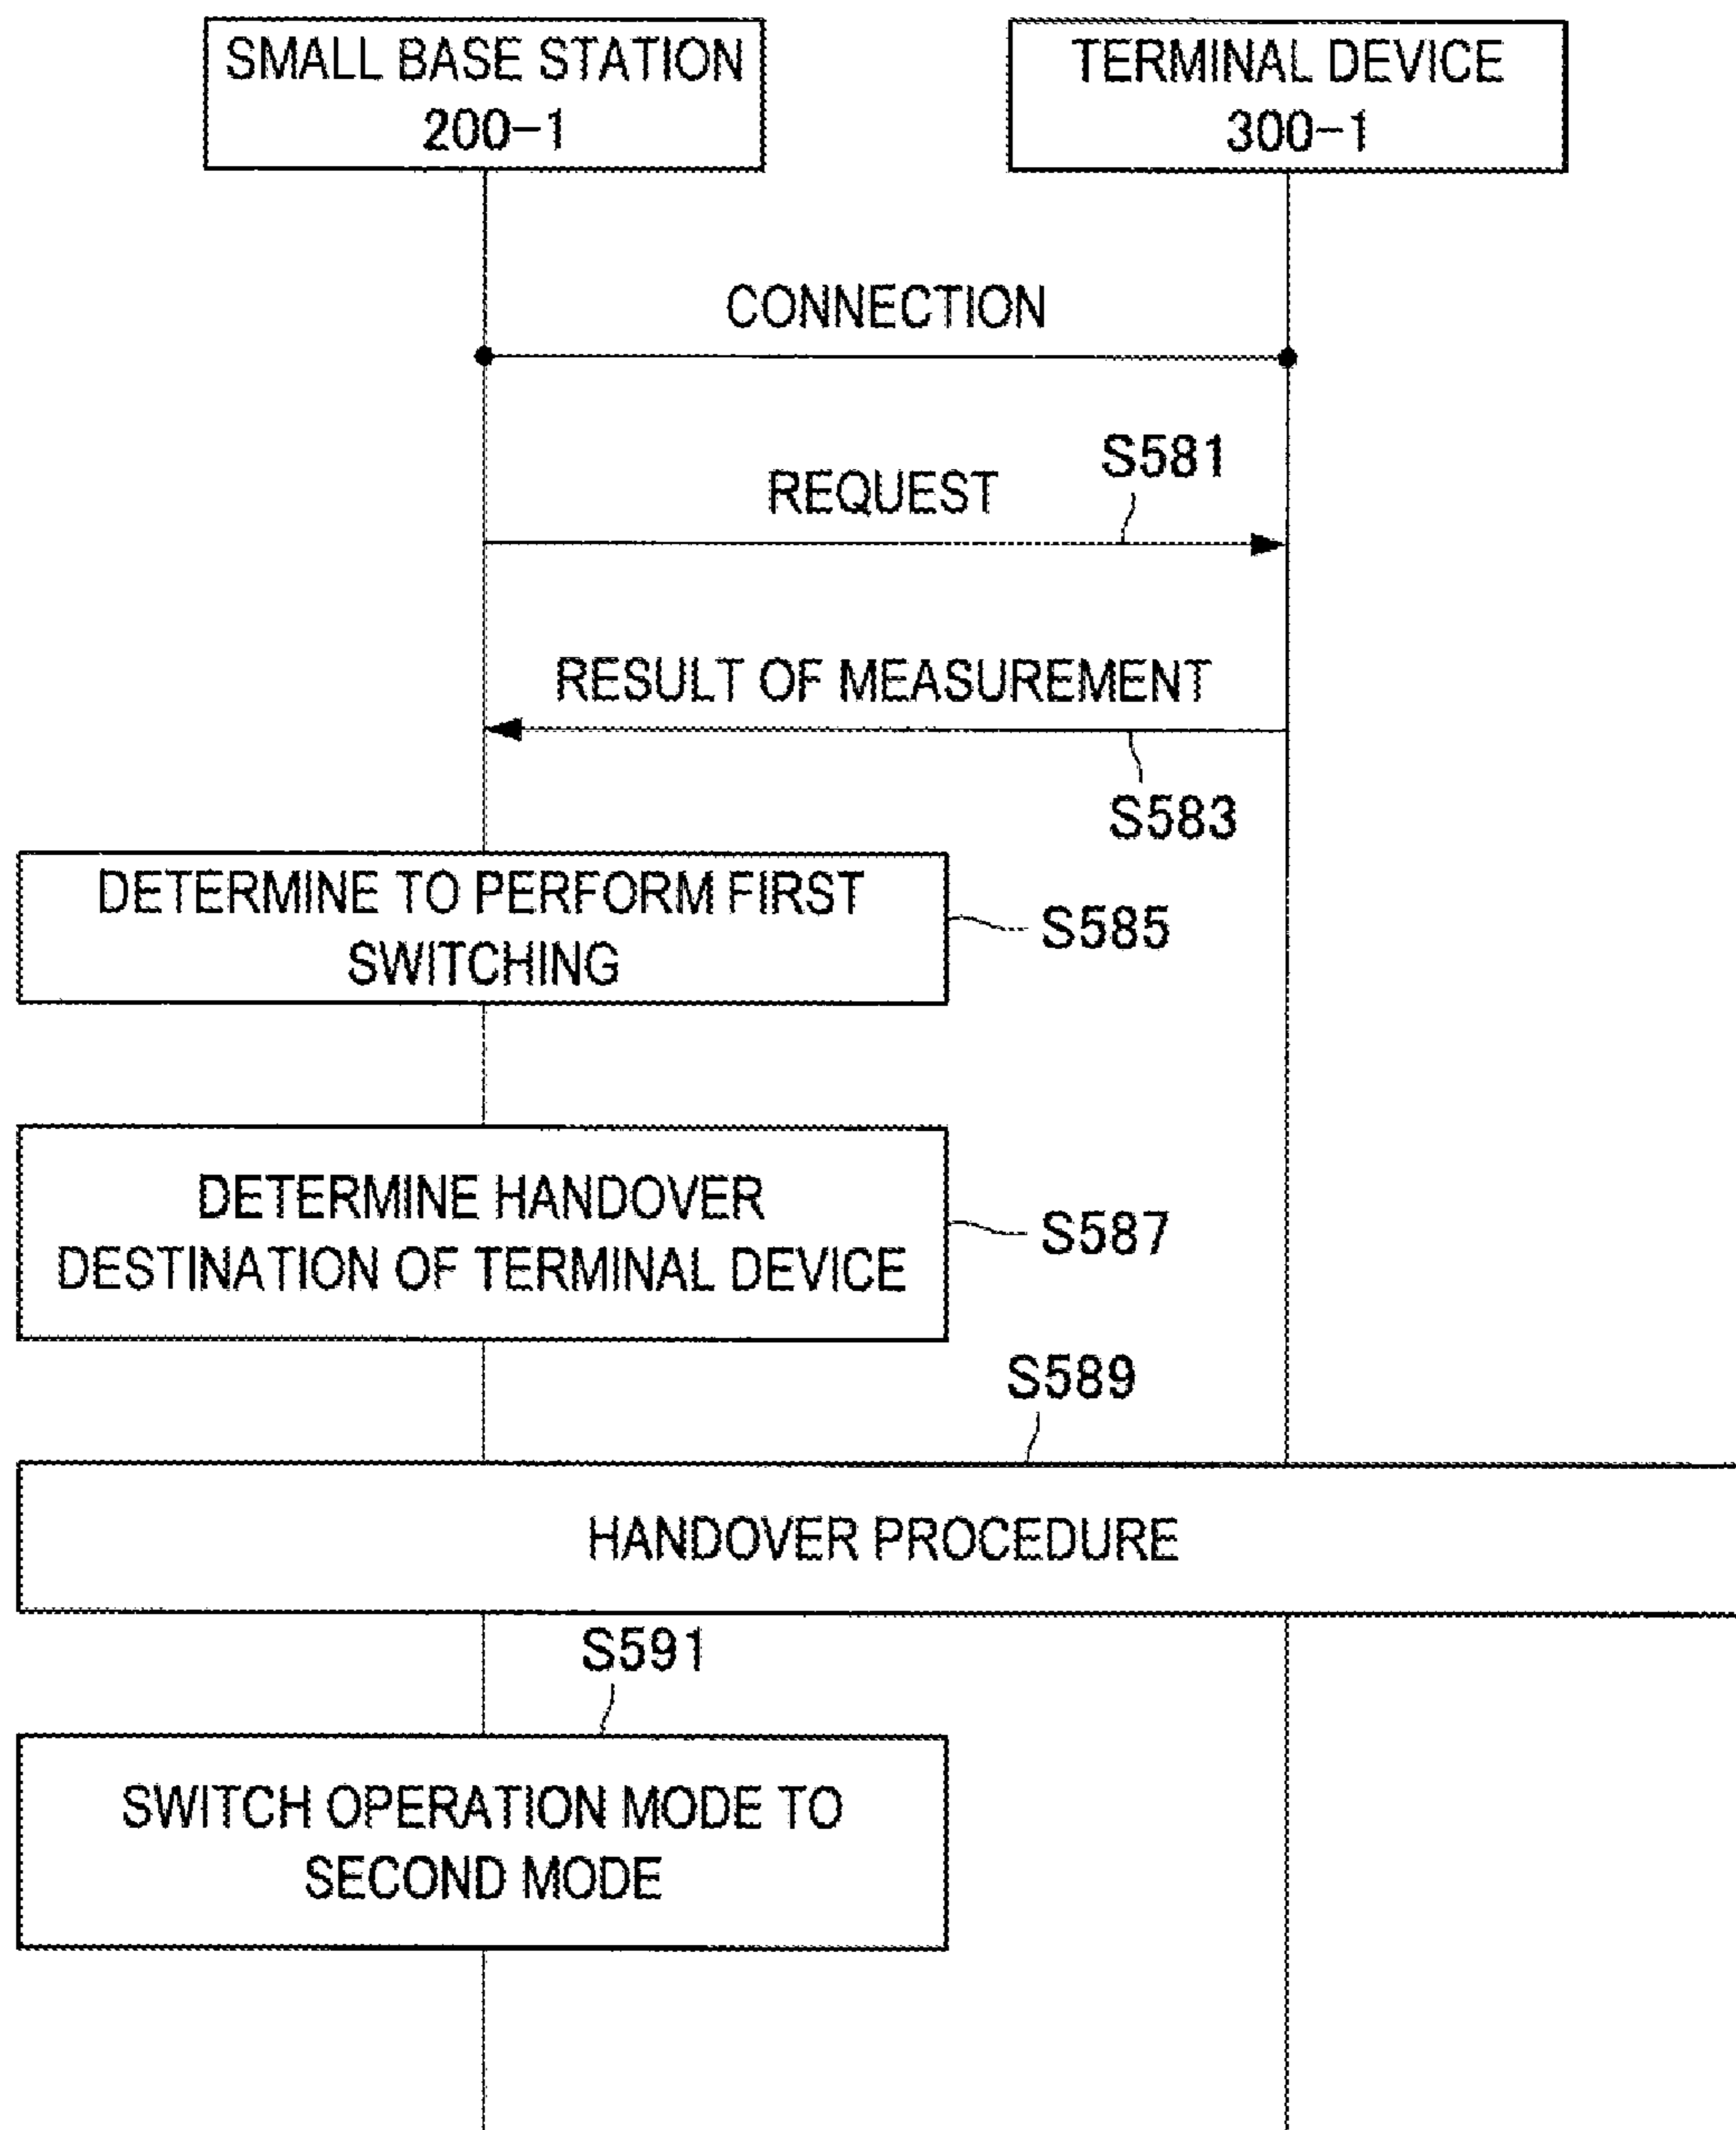 SMALL BASE STATION
200-1
TERMINAL DEVICE
300-1
CONNECTION
S581
REQUEST
RESULT OF MEASUREMENT
S583
DETERMINE TO PERFORM FIRST
SWITCHING
S585
DETERMINE HANDOVER
DESTINATION OF TERMINAL DEVICE
S587
S589
HANDOVER PROCEDURE
S591
SWITCH OPERATION MODE TO
SECOND MODE